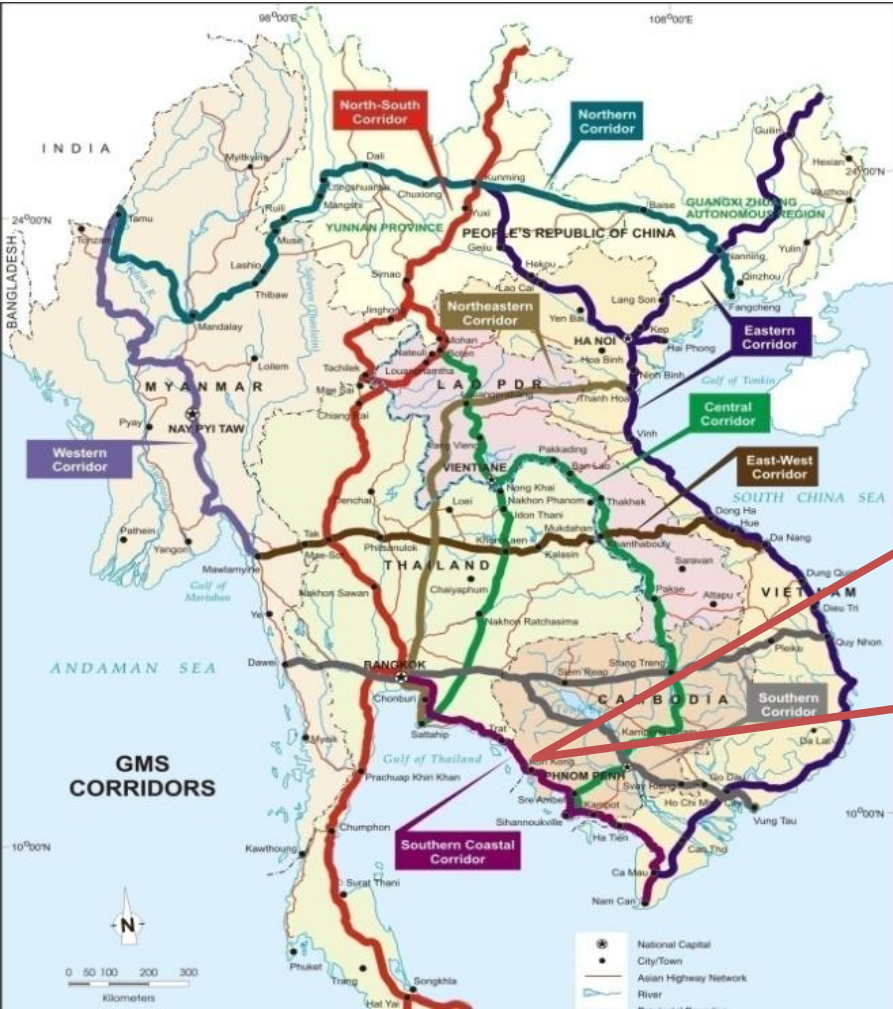 98°00'E
108°00'E
North-South
Corridor
Northern
Corridor
INDIA
Guilin
Hexian
Myitkyina
Dali
Longshuantai
Chuxiong
Kunming
24°00'N
Wuzhou
Mangshi
Ruili
Baise
GUANGXI ZHUANG
AUTONOMOUS REGION
24°00'N
Tamu
Yuxi
Muse
YUNNAN PROVINCE
PEOPLE'S REPUBLIC OF CHINA
Gejiu
Nanning
Yulin
BANGLADESH
Lashio
Hekou
Simao
Lao Cai
Qinzhou
Thibaw
Lang Son
Fangcheng
Northeastern
Corridor
Jinghong
Yen Bai
Mandalay
Kep
Eastern
Corridor
Mohan
HA NOI
Hai Phong
Nateuil
Boten
Hoa Binh
Loilem
Tachilek
Louangnamtha
Ninh Binh
Gulf of Tonkin
MYANMAR
Mae Sai
LAO PDR
Thanh Hoa
Louangprabang
Chiang Rai
Central
Corridor
Pyay
NAY PYI TAW
Vinh
Western
Corridor
Vang Vieng
Pakkading
VIENTIANE
Ban Lao
East-West
Corridor
Nong Khai
Denchai
Loei
Nakhon Phanom
Thakhek
SOUTH CHINA SEA
Udon Thani
Dong Ha
Mukdahan
Hue
Pathein
Tak
Khon Kaen
Yangon
Phitsanulok
Da Nang
Mawlamyine
Mae Sot
Kalasin
Saravan
THAILAND
Gulf of
Martaban
Dung Quat
Chaiyaphum
Nakhon Sawan
Pakse
Attapu
VIETNAM
Ye
Dieu Tri
Nakhon Ratchasima
Quy Nhon
Pleiku
ANDAMAN SEA
Dawei
BANGKOK
Siem Reap
Stung Treng
Chonburi
CAMBODIA
Southern
Corridor
Sattahip
Trat
Myeik
Da Lat
Gulf of Thailand
GMS
CORRIDORS
Prachuap Khiri Khan
PHNOM PENH
Svay Rieng
Go Dau
Sre Ambel
Kampot
Ho Chi Minh City
Vung Tau
10°00'N
Sihannoukville
Chumphon
Ha Tien
Southern Coastal
Corridor
Can Tho
10°00'N
Kawthoung
Ca Mau
Surat Thani
Nam Can
N
National Capital
City/Town
0 50 100 200 300
Phuket
Trang
Songkhla
Asian Highway Network
Kilometers
River
Hat Yai